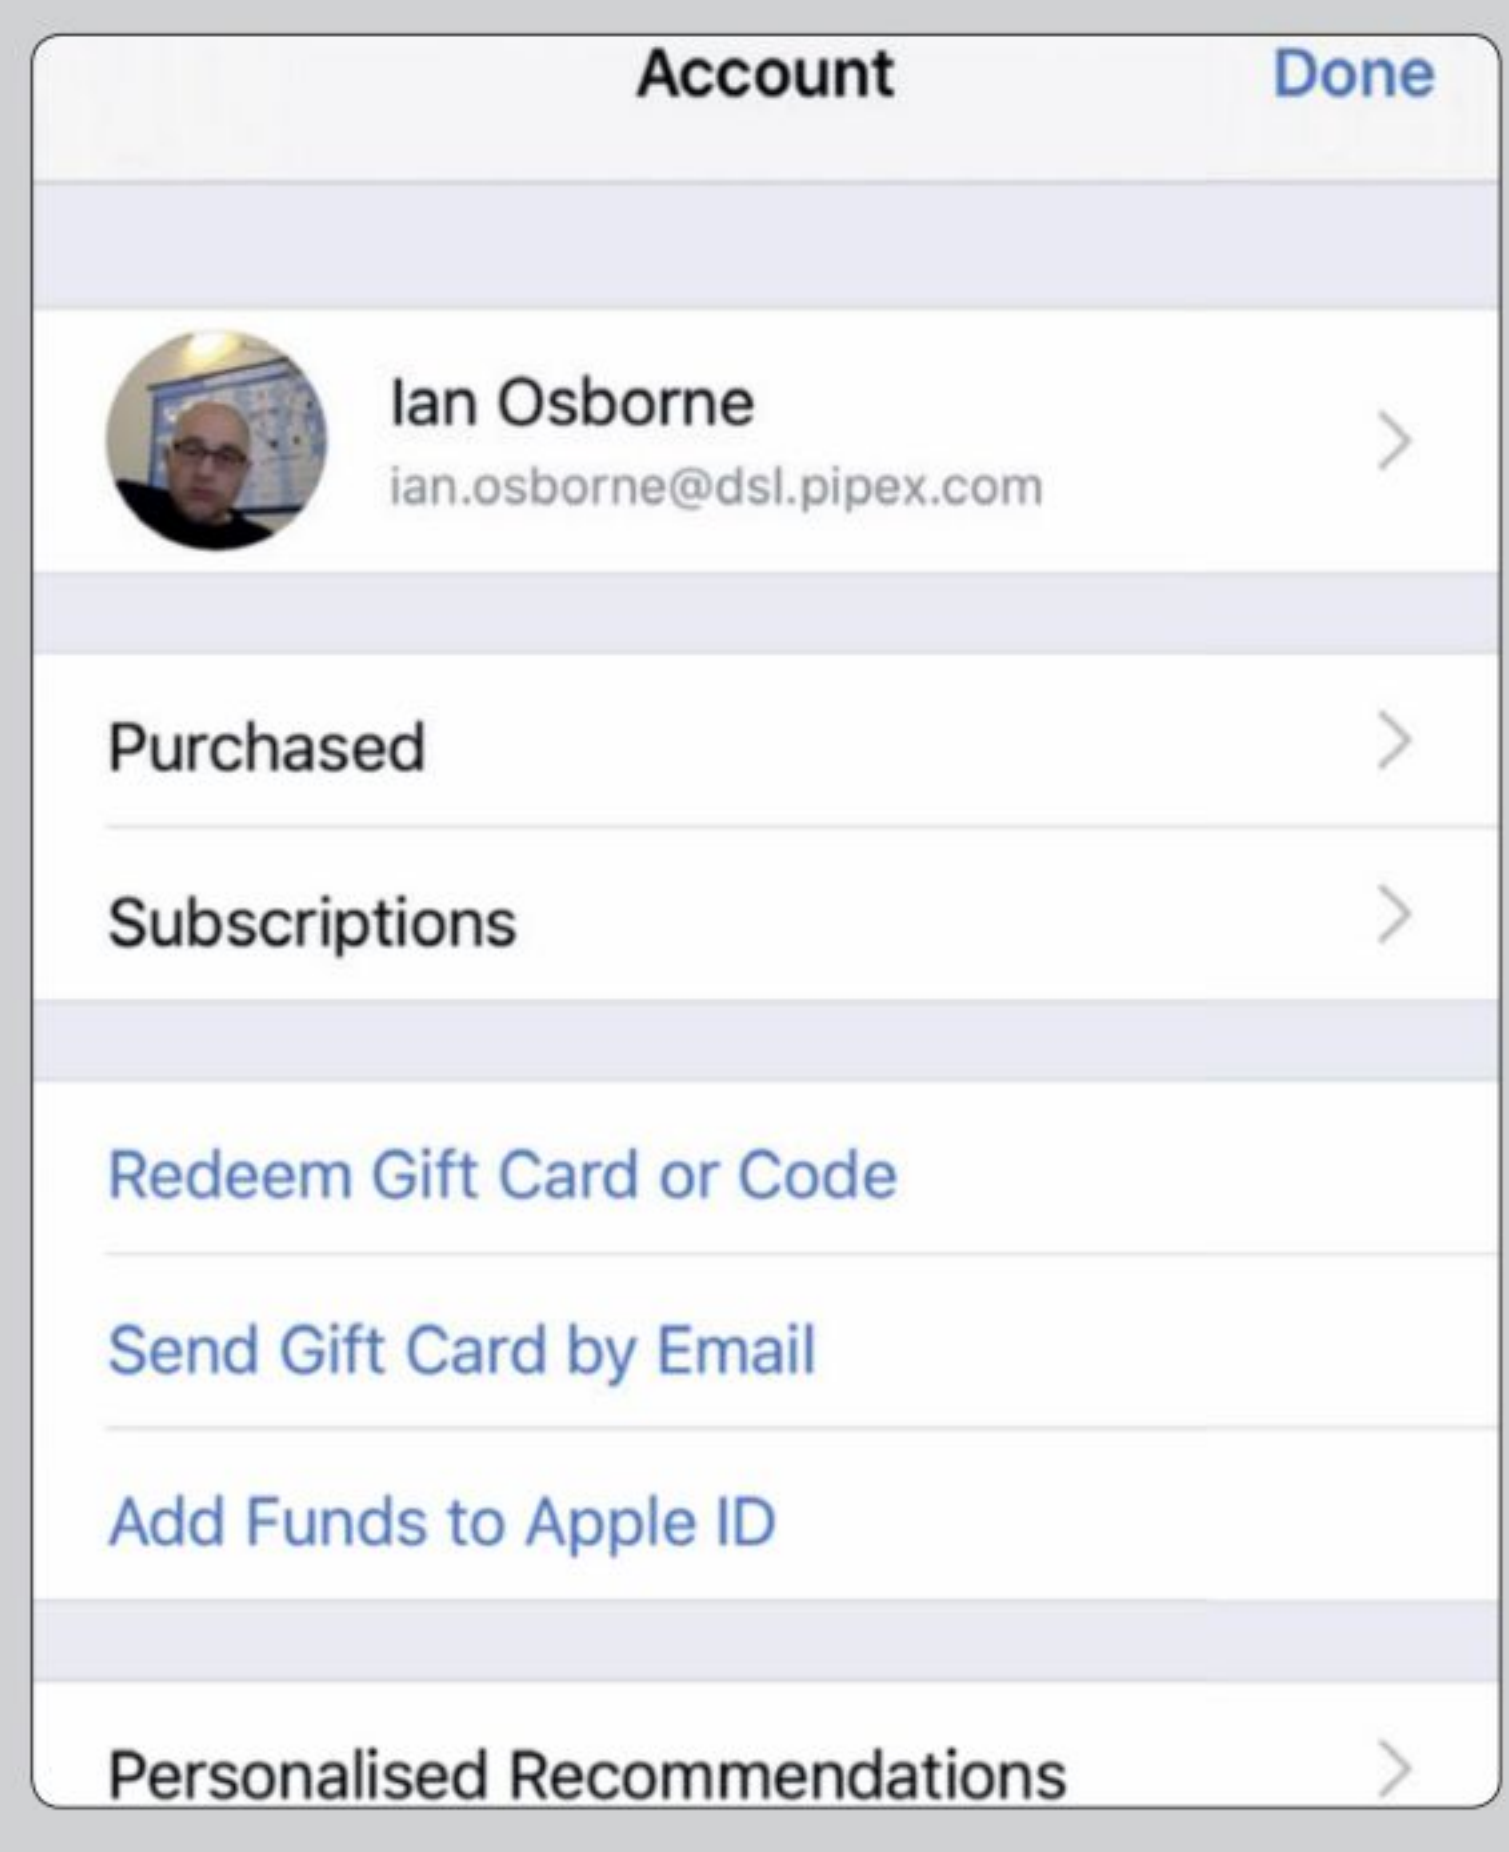 Account
Done
Ian Osborne
ian.osborne@dsl.pipex.com
Purchased
Subscriptions
Redeem Gift Card or Code
Send Gift Card by Email
Add Funds to Apple ID
Personalised Recommendations